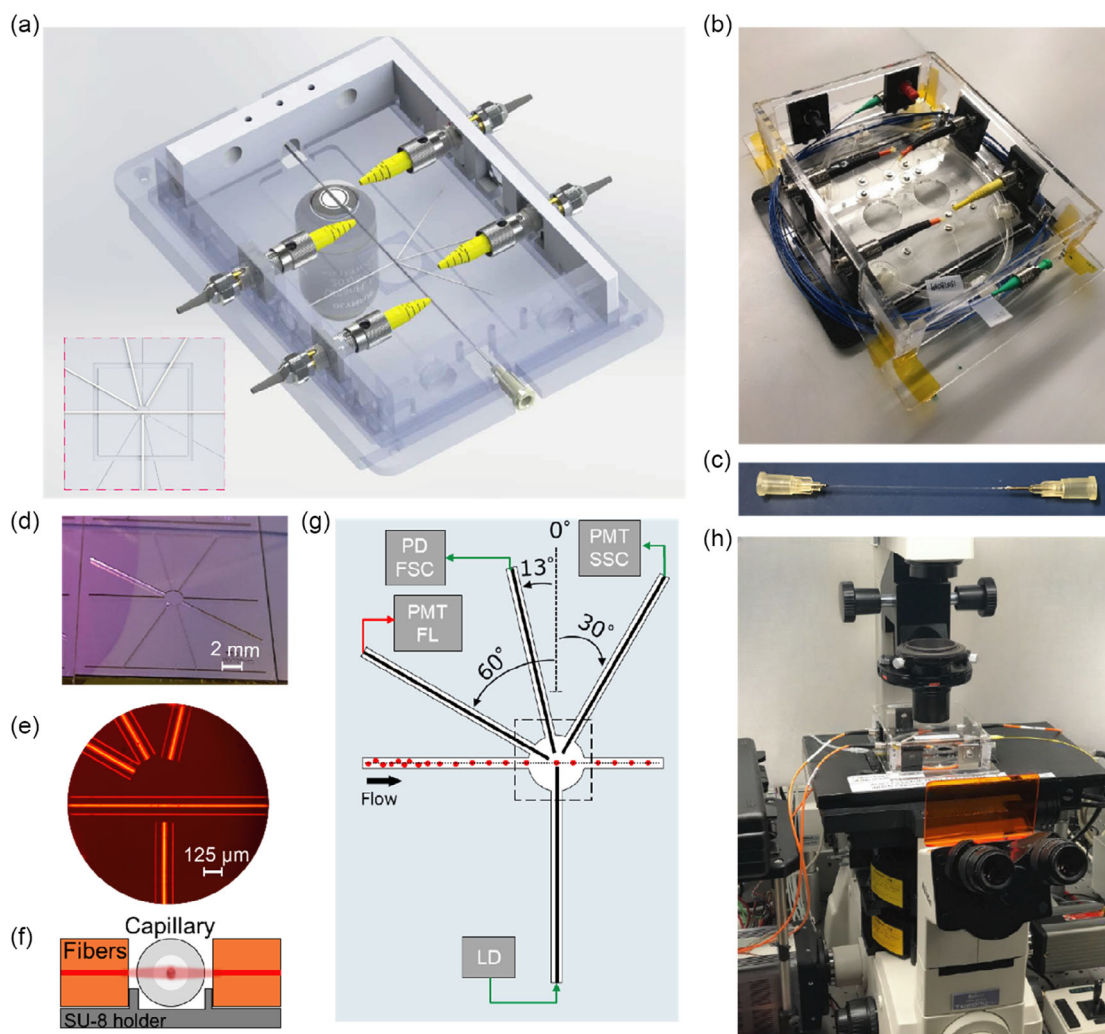 (a)
(b)
(c)
(d)
2 mm
(e)
125 μm
(f)
Capillary
Fibers
SU-8 holder
(g)
0°
PD
FSC
13°
PMT
SSC
PMT
FL
30°
60°
Flow
LD
(h)